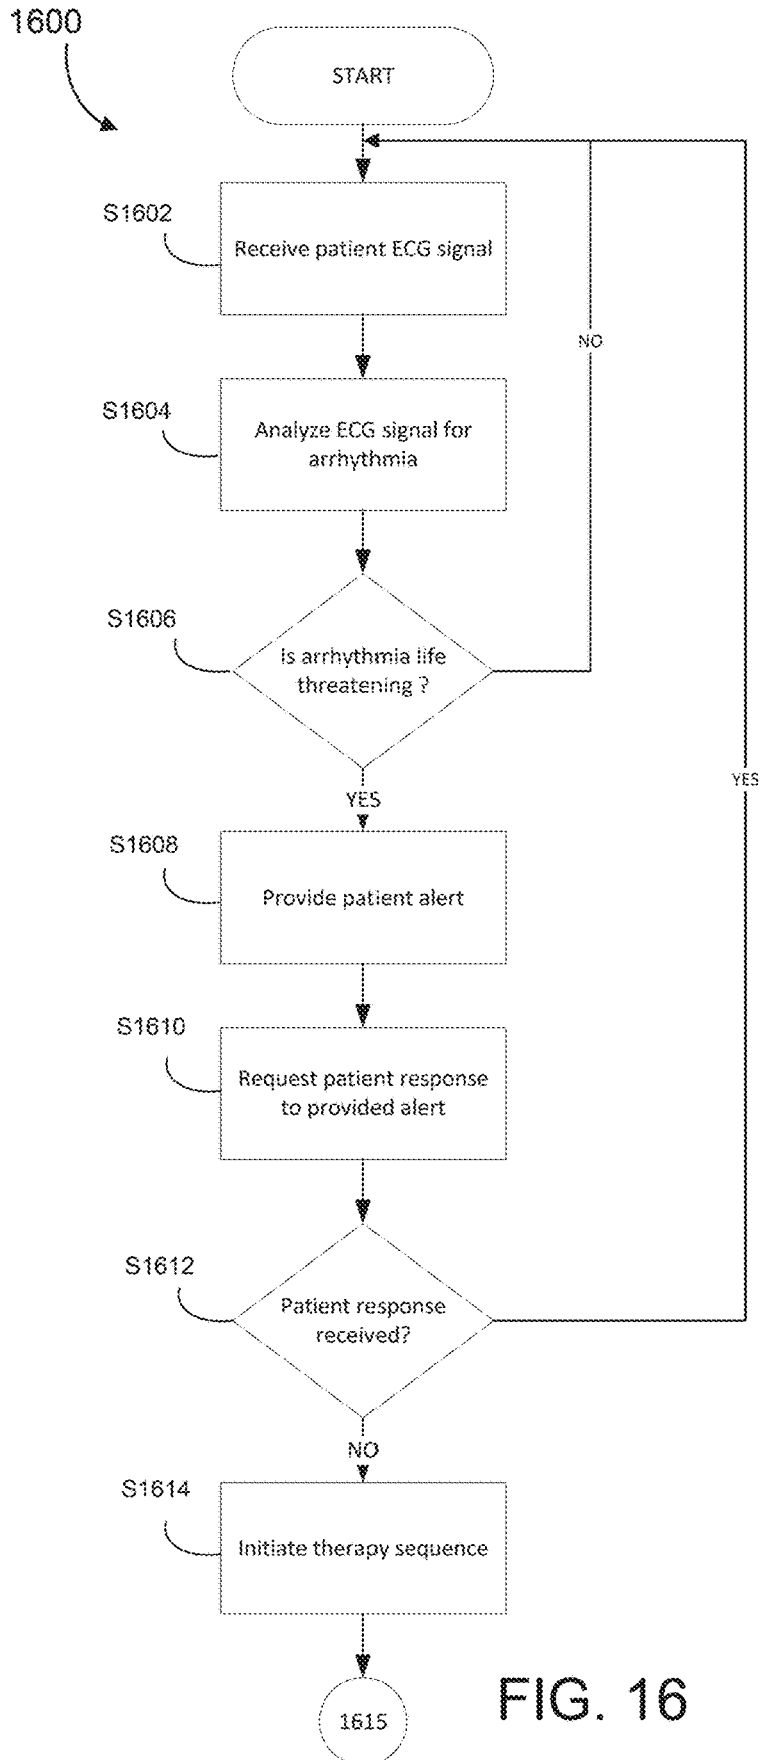 1600
START
S1602
Receive patient ECG signal
NO
S1604
Analyze ECG signal for
arrhythmia
S1606
Is arrhythmia life
threatening ?
YES
YES
S1608
Provide patient alert
S1610
Request patient response
to provided alert
S1612
Patient response
received?
NO
S1614
Initiate therapy sequence
1615
FIG. 16